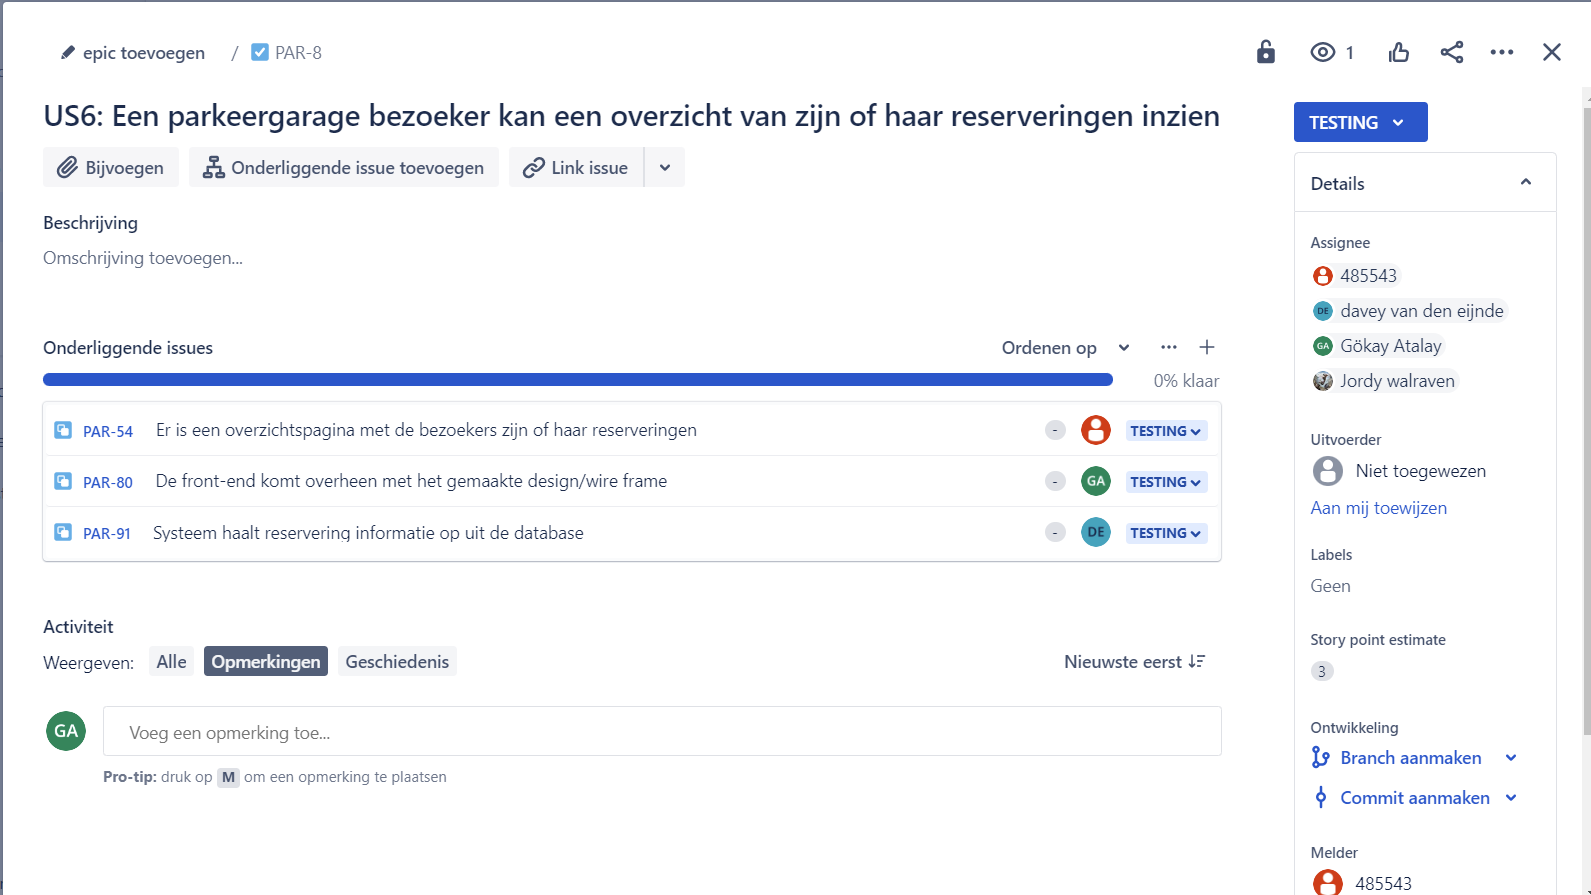 epic toevoegen / PAR-8
1
US6: Een parkeergarage bezoeker kan een overzicht van zijn of haar reserveringen inzien
Bijvoegen
Onderliggende issue toevoegen
Link issue
Beschrijving
Omschrijving toevoegen...
Onderliggende issues
Ordenen op
0% klaar
PAR-54 Er is een overzichtspagina met de bezoekers zijn of haar reserveringen - TESTING
PAR-80 De front-end komt overheen met het gemaakte design/wire frame - GA TESTING
PAR-91 Systeem haalt reservering informatie op uit de database - DE TESTING
Activiteit
Weergeven: Alle Opmerkingen Geschiedenis
Nieuwste eerst
GA
Voeg een opmerking toe...
Pro-tip: druk op M om een opmerking te plaatsen
TESTING
Details
Assignee
485543
DE davey van den eijnde
GA Gökay Atalay
Jordy walraven
Uitvoerder
Niet toegewezen
Aan mij toewijzen
Labels
Geen
Story point estimate
3
Ontwikkeling
Branch aanmaken
Commit aanmaken
Melder
485543